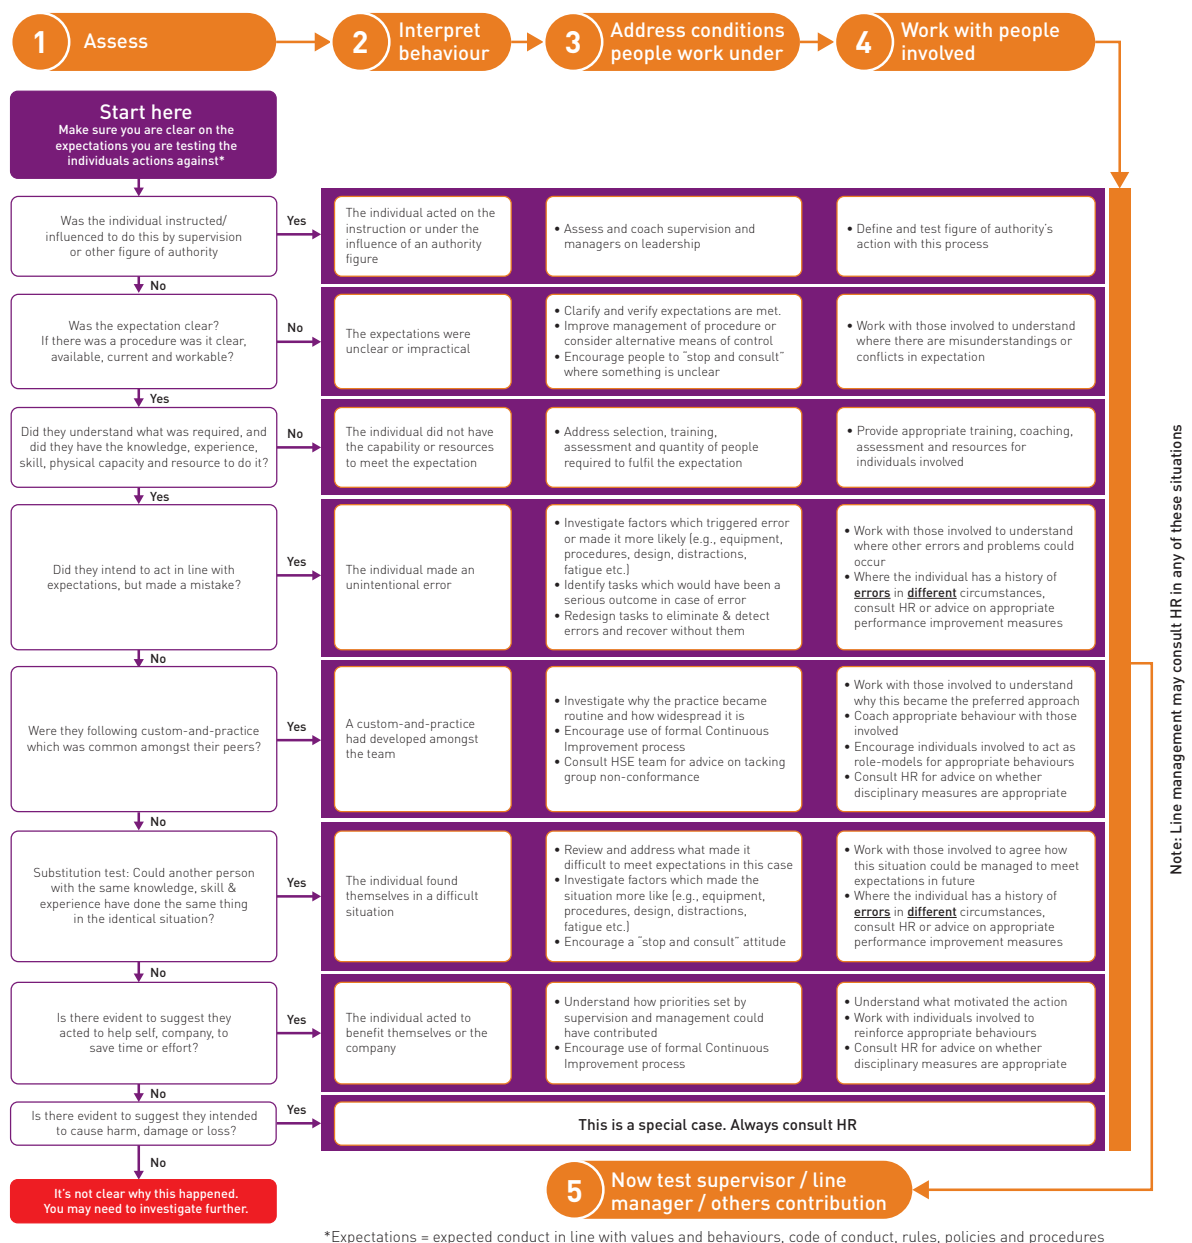 1 Assess
2 Interpret
behaviour
3 Address conditions
people work under
4 Work with people
involved
Start here
Make sure you are clear on the
expectations you are testing the
individuals actions against*
Was the individual instructed/
influenced to do this by supervision
or other figure of authority
Yes
The individual acted on the
instruction or under the
influence of an authority
figure
• Assess and coach supervision and
managers on leadership
• Define and test figure of authority's
action with this process
No
Was the expectation clear?
If there was a procedure was it clear,
available, current and workable?
No
The expectations were
unclear or impractical
• Clarify and verify expectations are met.
• Improve management of procedure or
consider alternative means of control
• Encourage people to “stop and consult”
where something is unclear
• Work with those involved to understand
where there are misunderstandings or
conflicts in expectation
Yes
Did they understand what was required, and
did they have the knowledge, experience,
skill, physical capacity and resource to do it?
No
The individual did not have
the capability or resources
to meet the expectation
• Address selection, training,
assessment and quantity of people
required to fulfil the expectation
• Provide appropriate training, coaching,
assessment and resources for
individuals involved
Yes
Did they intend to act in line with
expectations, but made a mistake?
Yes
The individual made an
unintentional error
• Investigate factors which triggered error
or made it more likely (e.g., equipment,
procedures, design, distractions,
fatigue etc.)
• Identify tasks which would have been a
serious outcome in case of error
• Redesign tasks to eliminate & detect
errors and recover without them
• Work with those involved to understand
where other errors and problems could
occur
• Where the individual has a history of
errors in different circumstances,
consult HR or advice on appropriate
performance improvement measures
No
Were they following custom-and-practice
which was common amongst their peers?
Yes
A custom-and-practice
had developed amongst
the team
• Investigate why the practice became
routine and how widespread it is
• Encourage use of formal Continuous
Improvement process
• Consult HSE team for advice on tacking
group non-conformance
• Work with those involved to understand
why this became the preferred approach
• Coach appropriate behaviour with those
involved
• Encourage individuals involved to act as
role-models for appropriate behaviours
• Consult HR for advice on whether
disciplinary measures are appropriate
No
Substitution test: Could another person
with the same knowledge, skill &
experience have done the same thing
in the identical situation?
Yes
The individual found
themselves in a difficult
situation
• Review and address what made it
difficult to meet expectations in this case
• Investigate factors which made the
situation more like (e.g., equipment,
procedures, design, distractions,
fatigue etc.)
• Encourage a “stop and consult” attitude
• Work with those involved to agree how
this situation could be managed to meet
expectations in future
• Where the individual has a history of
errors in different circumstances,
consult HR or advice on appropriate
performance improvement measures
No
Is there evident to suggest they
acted to help self, company, to
save time or effort?
Yes
The individual acted to
benefit themselves or the
company
• Understand how priorities set by
supervision and management could
have contributed
• Encourage use of formal Continuous
Improvement process
• Understand what motivated the action
• Work with individuals involved to
reinforce appropriate behaviours
• Consult HR for advice on whether
disciplinary measures are appropriate
No
Is there evident to suggest they intended
to cause harm, damage or loss?
Yes
This is a special case. Always consult HR
No
It's not clear why this happened.
You may need to investigate further.
5 Now test supervisor / line
manager / others contribution
Note: Line management may consult HR in any of these situations
*Expectations = expected conduct in line with values and behaviours, code of conduct, rules, policies and procedures